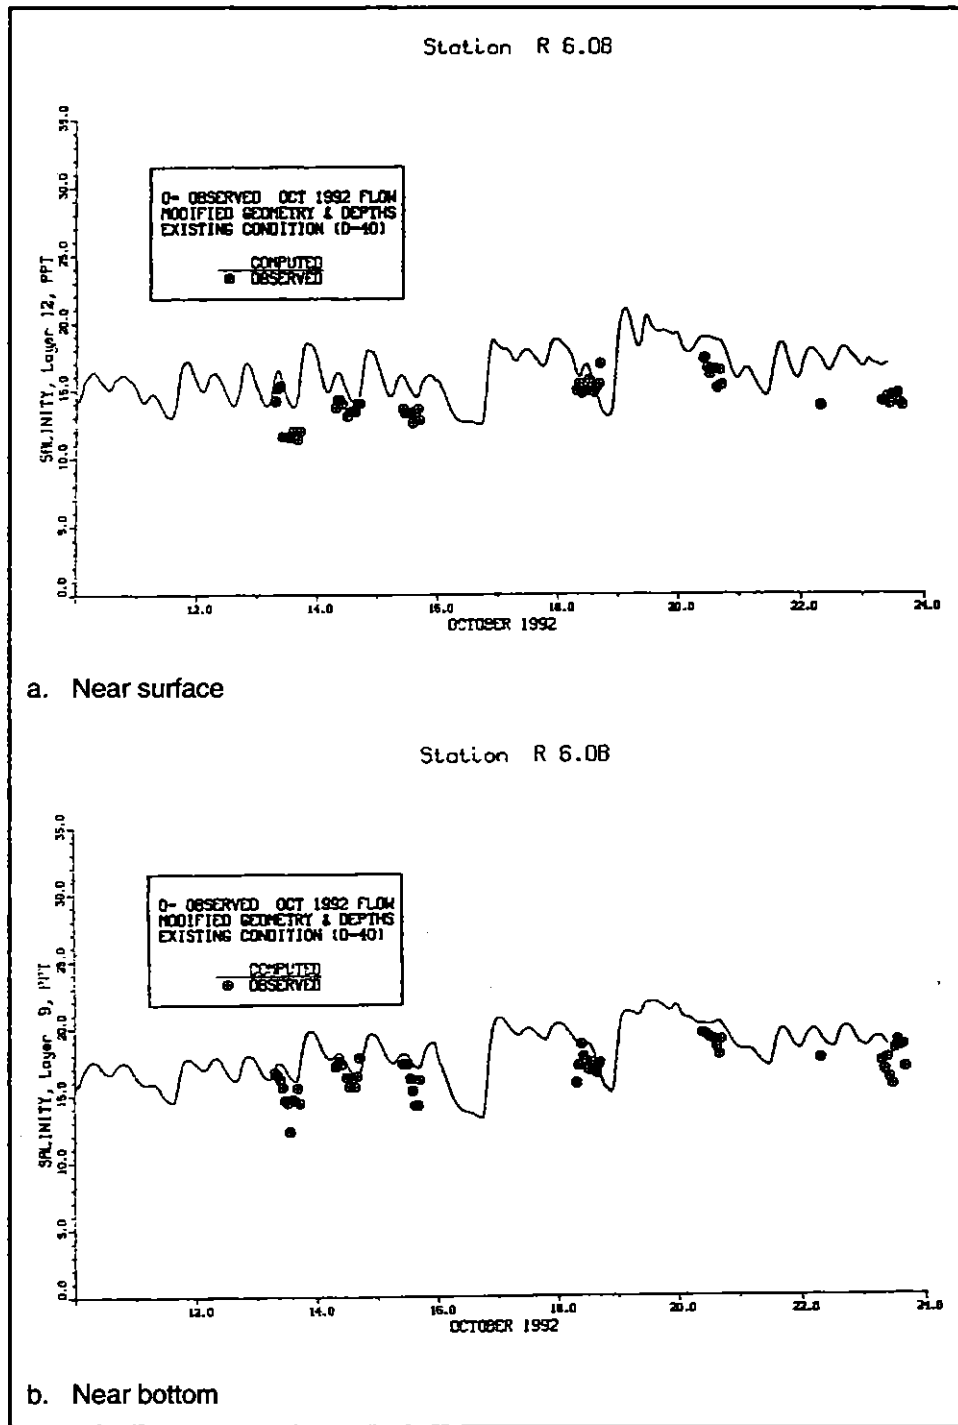 Station R 6.0B
35.0
30.0
25.0
20.0
15.0
10.0
5.0
0.0
SALINITY, Layer 12, PPT
O- OBSERVED OCT 1992 FLOW
MODIFIED GEOMETRY & DEPTHS
EXISTING CONDITION (D-40)
COMPUTED
OBSERVED
12.0 14.0 16.0 18.0 20.0 22.0 24.0
OCTOBER 1992
a. Near surface
Station R 6.0B
35.0
30.0
25.0
20.0
15.0
10.0
5.0
0.0
SALINITY, Layer 9, PPT
O- OBSERVED OCT 1992 FLOW
MODIFIED GEOMETRY & DEPTHS
EXISTING CONDITION (D-40)
COMPUTED
OBSERVED
12.0 14.0 16.0 18.0 20.0 22.0 24.0
OCTOBER 1992
b. Near bottom